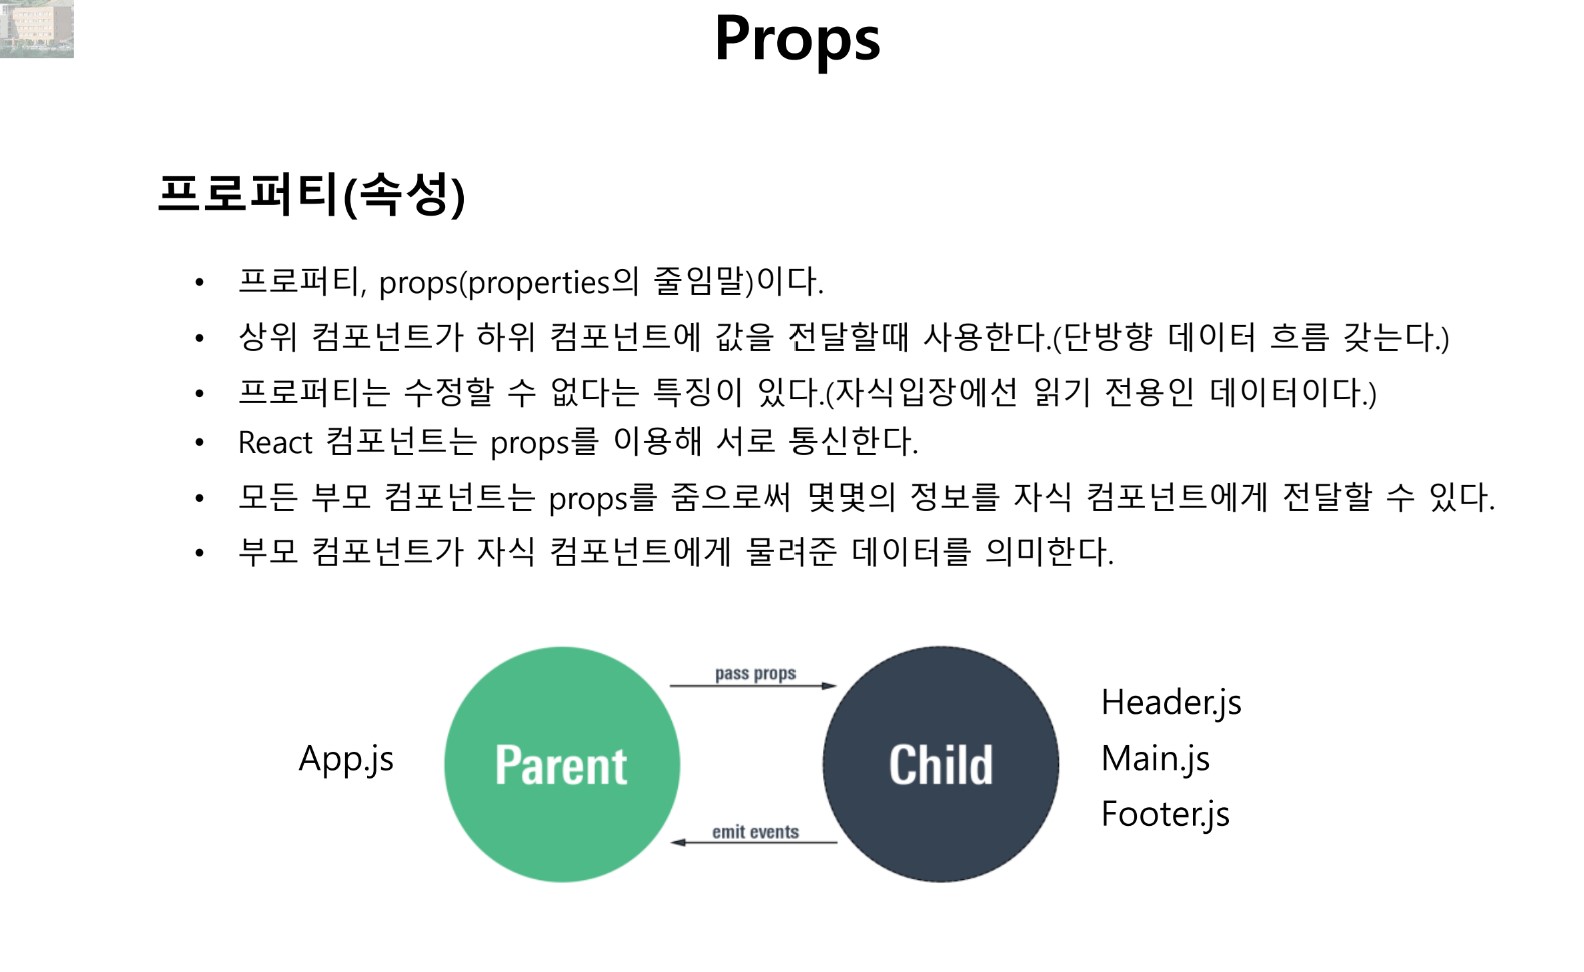 Props
프로퍼티(속성)
• 프로퍼티, props(properties의 줄임말)이다.
• 상위 컴포넌트가 하위 컴포넌트에 값을 전달할때 사용한다.(단방향 데이터 흐름 갖는다.)
• 프로퍼티는 수정할 수 없다는 특징이 있다.(자식입장에선 읽기 전용인 데이터이다.)
• React 컴포넌트는 props를 이용해 서로 통신한다.
• 모든 부모 컴포넌트는 props를 줌으로써 몇몇의 정보를 자식 컴포넌트에게 전달할 수 있다.
• 부모 컴포넌트가 자식 컴포넌트에게 물려준 데이터를 의미한다.
App.js
Parent
pass props
emit events
Child
Header.js
Main.js
Footer.js